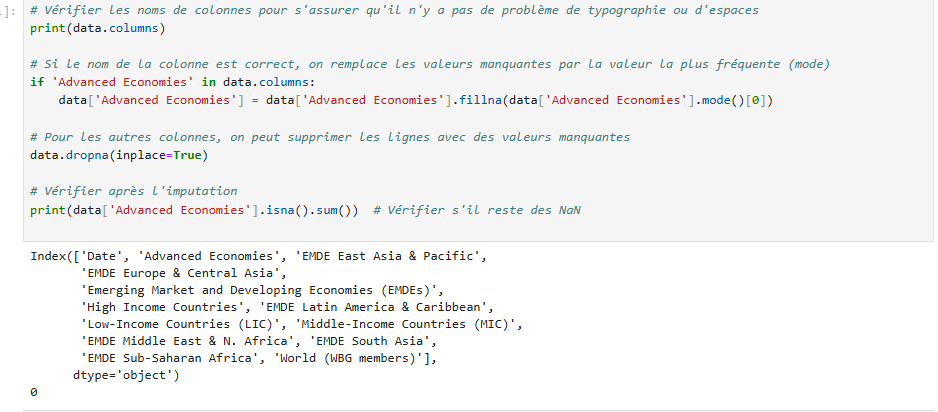 ]:
# Vérifier les noms de colonnes pour s'assurer qu'il n'y a pas de problème de typographie ou d'espaces
print(data.columns)
# Si le nom de la colonne est correct, on remplace les valeurs manquantes par la valeur la plus fréquente (mode)
if 'Advanced Economies' in data.columns:
    data['Advanced Economies'] = data['Advanced Economies'].fillna(data['Advanced Economies'].mode()[0])
# Pour les autres colonnes, on peut supprimer les lignes avec des valeurs manquantes
data.dropna(inplace=True)
# Vérifier après l'imputation
print(data['Advanced Economies'].isna().sum())  # Vérifier s'il reste des NaN
Index(['Date', 'Advanced Economies', 'EMDE East Asia & Pacific',
       'EMDE Europe & Central Asia',
       'Emerging Market and Developing Economies (EMDEs)',
       'High Income Countries', 'EMDE Latin America & Caribbean',
       'Low-Income Countries (LIC)', 'Middle-Income Countries (MIC)',
       'EMDE Middle East & N. Africa', 'EMDE South Asia',
       'EMDE Sub-Saharan Africa', 'World (WBG members)'],
      dtype='object')
0